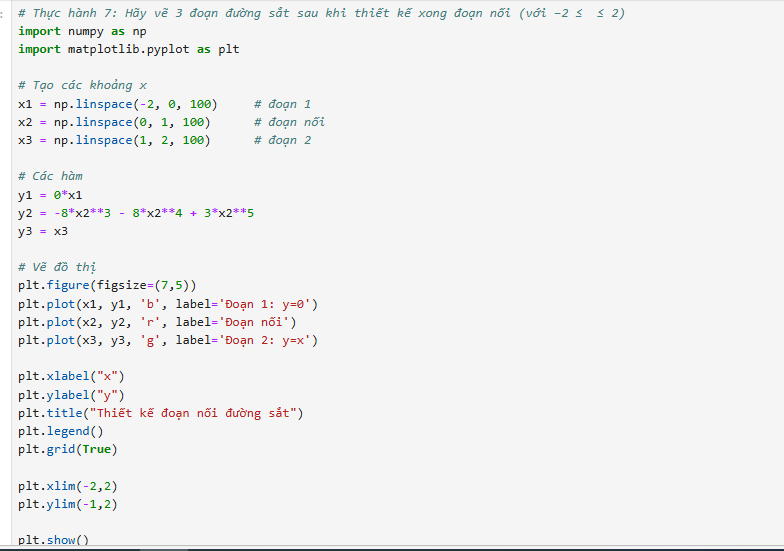 # Thực hành 7: Hãy vẽ 3 đoạn đường sắt sau khi thiết kế xong đoạn nối (với −2 ≤  ≤ 2)
import numpy as np
import matplotlib.pyplot as plt

# Tạo các khoảng x
x1 = np.linspace(-2, 0, 100)     # đoạn 1
x2 = np.linspace(0, 1, 100)      # đoạn nối
x3 = np.linspace(1, 2, 100)      # đoạn 2

# Các hàm
y1 = 0*x1
y2 = -8*x2**3 - 8*x2**4 + 3*x2**5
y3 = x3

# Vẽ đồ thị
plt.figure(figsize=(7,5))
plt.plot(x1, y1, 'b', label='Đoạn 1: y=0')
plt.plot(x2, y2, 'r', label='Đoạn nối')
plt.plot(x3, y3, 'g', label='Đoạn 2: y=x')

plt.xlabel("x")
plt.ylabel("y")
plt.title("Thiết kế đoạn nối đường sắt")
plt.legend()
plt.grid(True)

plt.xlim(-2,2)
plt.ylim(-1,2)

plt.show()